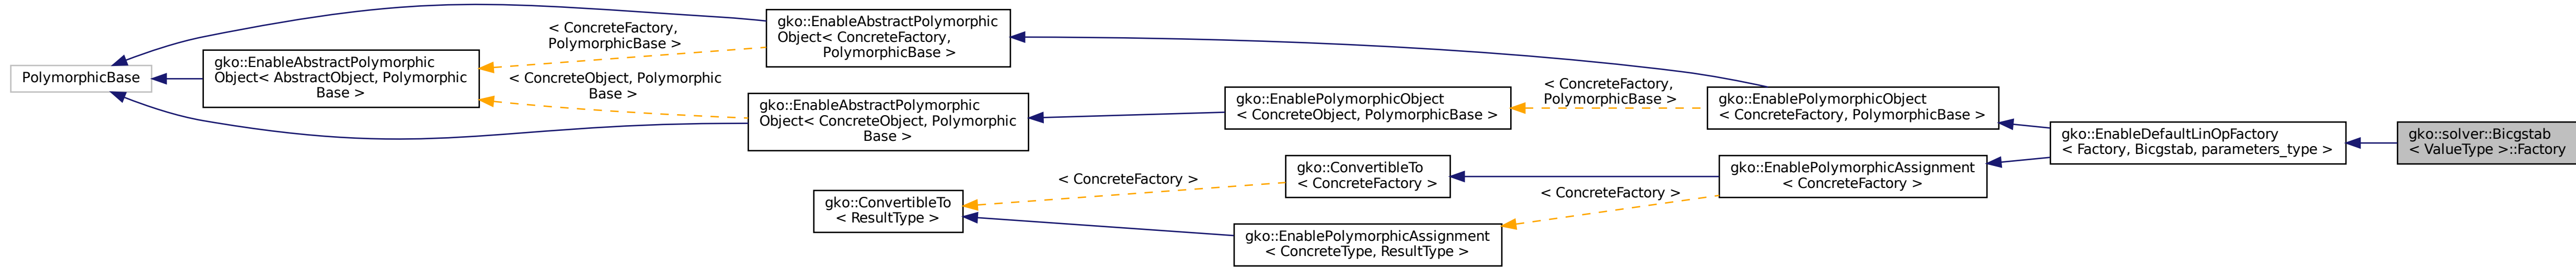 PolymorphicBase
gko::EnableAbstractPolymorphic
Object< AbstractObject, Polymorphic
Base >
< ConcreteFactory,
PolymorphicBase >
< ConcreteObject, Polymorphic
Base >
gko::EnableAbstractPolymorphic
Object< ConcreteFactory,
PolymorphicBase >
gko::EnableAbstractPolymorphic
Object< ConcreteObject, Polymorphic
Base >
gko::ConvertibleTo
< ResultType >
< ConcreteFactory >
gko::EnablePolymorphicObject
< ConcreteObject, PolymorphicBase >
gko::ConvertibleTo
< ConcreteFactory >
gko::EnablePolymorphicAssignment
< ConcreteType, ResultType >
< ConcreteFactory,
PolymorphicBase >
< ConcreteFactory >
gko::EnablePolymorphicObject
< ConcreteFactory, PolymorphicBase >
gko::EnablePolymorphicAssignment
< ConcreteFactory >
gko::EnableDefaultLinOpFactory
< Factory, Bicgstab, parameters_type >
gko::solver::Bicgstab
< ValueType >::Factory